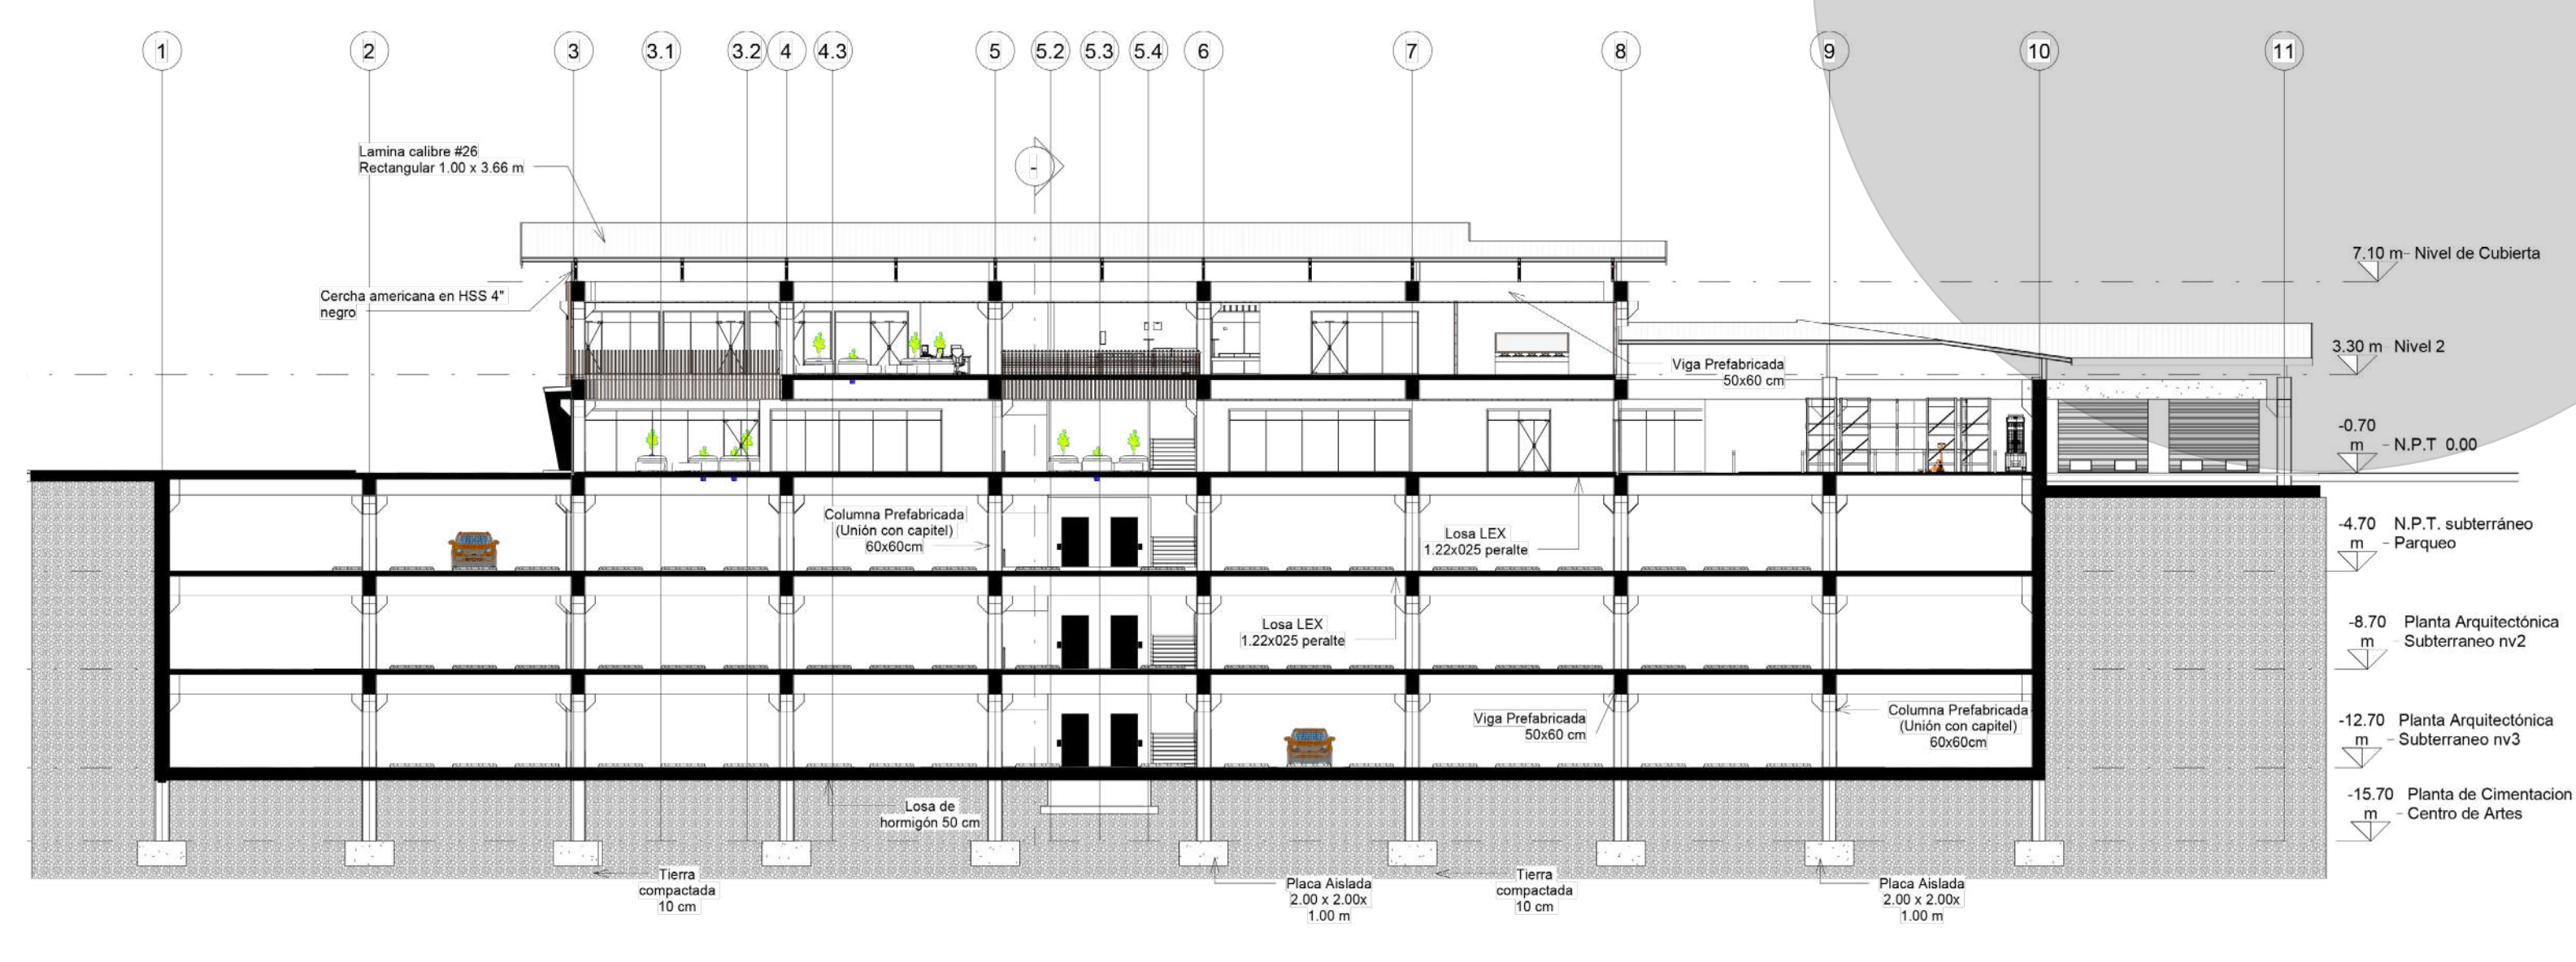 1 2 3 3.1 3.2 4 4.3 5 5.2 5.3 5.4 6 7 8 9 10 11
Lamina calibre #26
Rectangular 1.00 x 3.66 m
-
7.10 m- Nivel de Cubierta
Cercha americana en HSS 4"
negro
3.30 m Nivel 2
Viga Prefabricada
50x60 cm
-0.70
m - N.P.T 0.00
Columna Prefabricada
(Unión con capitel)
60x60cm
Losa LEX
1.22x025 peralte
-4.70 N.P.T. subterráneo
m - Parqueo
Losa LEX
1.22x025 peralte
-8.70 Planta Arquitectónica
m - Subterraneo nv2
Viga Prefabricada
50x60 cm
Columna Prefabricada
(Unión con capitel)
60x60cm
-12.70 Planta Arquitectónica
m - Subterraneo nv3
Losa de
hormigón 50 cm
-15.70 Planta de Cimentacion
m - Centro de Artes
Tierra
compactada
10 cm
Placa Aislada
2.00 x 2.00x
1.00 m
Tierra
compactada
10 cm
Placa Aislada
2.00 x 2.00x
1.00 m